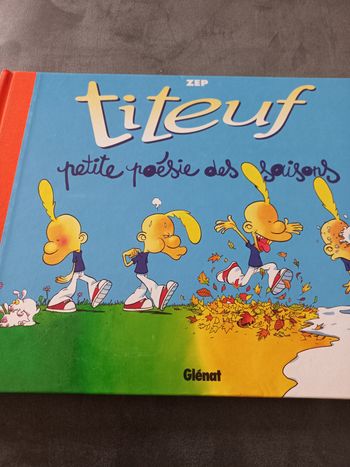 ZEP
titeuf
petite poésie des saisons
Glénat